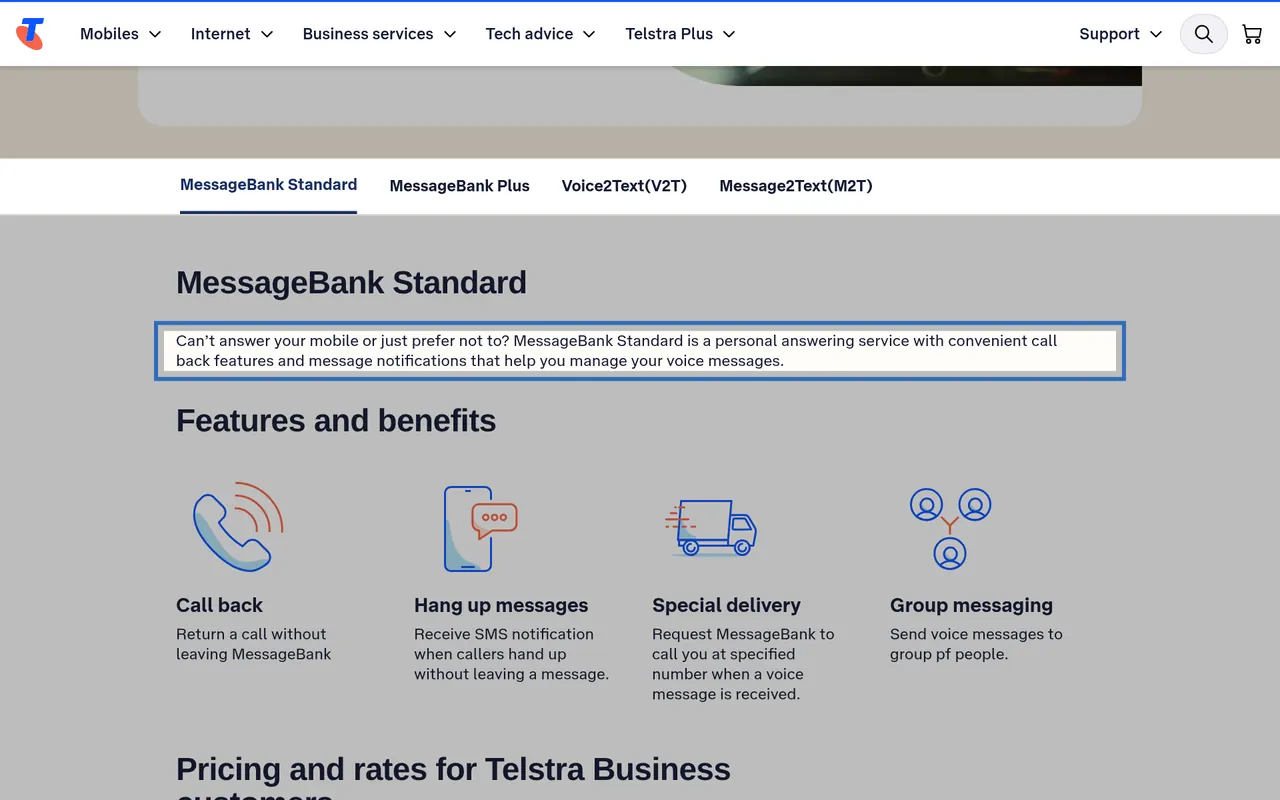 Mobiles Internet Business services Tech advice Telstra Plus Support
MessageBank Standard MessageBank Plus Voice2Text(V2T) Message2Text(M2T)
MessageBank Standard
Can’t answer your mobile or just prefer not to? MessageBank Standard is a personal answering service with convenient call
back features and message notifications that help you manage your voice messages.
Features and benefits
Call back
Return a call without
leaving MessageBank
Hang up messages
Receive SMS notification
when callers hand up
without leaving a message.
Special delivery
Request MessageBank to
call you at specified
number when a voice
message is received.
Group messaging
Send voice messages to
group pf people.
Pricing and rates for Telstra Business
customers